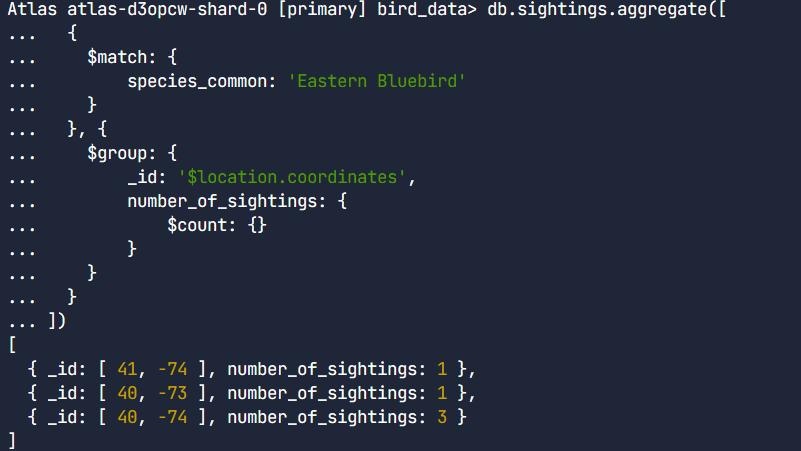 Atlas atlas-d3opcw-shard-0 [primary] bird_data> db.sightings.aggregate([
...   {
...     $match: {
...         species_common: 'Eastern Bluebird'
...     }
...   }, {
...     $group: {
...         _id: '$location.coordinates',
...         number_of_sightings: {
...             $count: {}
...         }
...     }
...   }
... ])
[
  { _id: [ 41, -74 ], number_of_sightings: 1 },
  { _id: [ 40, -73 ], number_of_sightings: 1 },
  { _id: [ 40, -74 ], number_of_sightings: 3 }
]